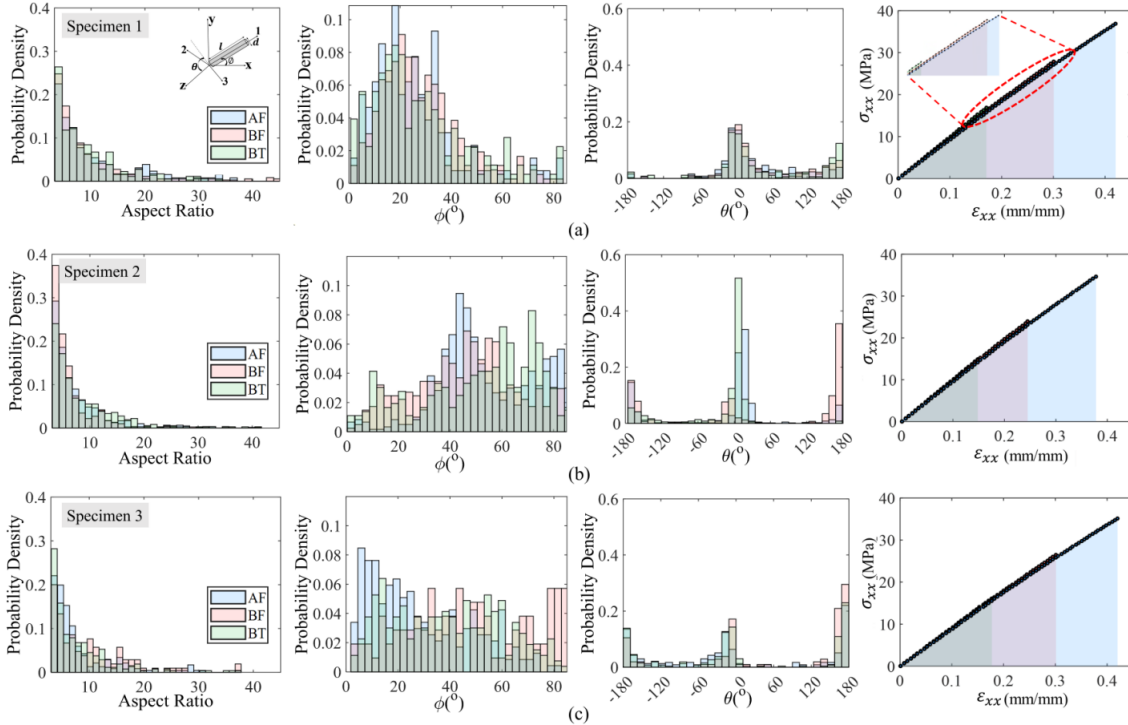 Specimen 1
Probability Density
0.4
0.3
0.2
0.1
0
10
20
30
40
Aspect Ratio
y
1
2
l
d
θ
Ø
x
z
3
AF
BF
BT
Probability Density
0.1
0.08
0.06
0.04
0.02
0
0
20
40
60
80
ϕ(o)
Probability Density
0.6
0.4
0.2
0
-180
-120
-60
0
60
120
180
θ(o)
σxx (MPa)
40
30
20
10
0
0
0.1
0.2
0.3
0.4
εxx (mm/mm)
(a)
Specimen 2
Probability Density
0.4
0.3
0.2
0.1
0
10
20
30
40
Aspect Ratio
AF
BF
BT
Probability Density
0.1
0.08
0.06
0.04
0.02
0
0
20
40
60
80
ϕ(o)
Probability Density
0.6
0.4
0.2
0
-180
-120
-60
0
60
120
180
θ(o)
σxx (MPa)
40
30
20
10
0
0
0.1
0.2
0.3
0.4
εxx (mm/mm)
(b)
Specimen 3
Probability Density
0.4
0.3
0.2
0.1
0
10
20
30
40
Aspect Ratio
AF
BF
BT
Probability Density
0.1
0.08
0.06
0.04
0.02
0
0
20
40
60
80
ϕ(o)
Probability Density
0.6
0.4
0.2
0
-180
-120
-60
0
60
120
180
θ(o)
σxx (MPa)
40
30
20
10
0
0
0.1
0.2
0.3
0.4
εxx (mm/mm)
(c)